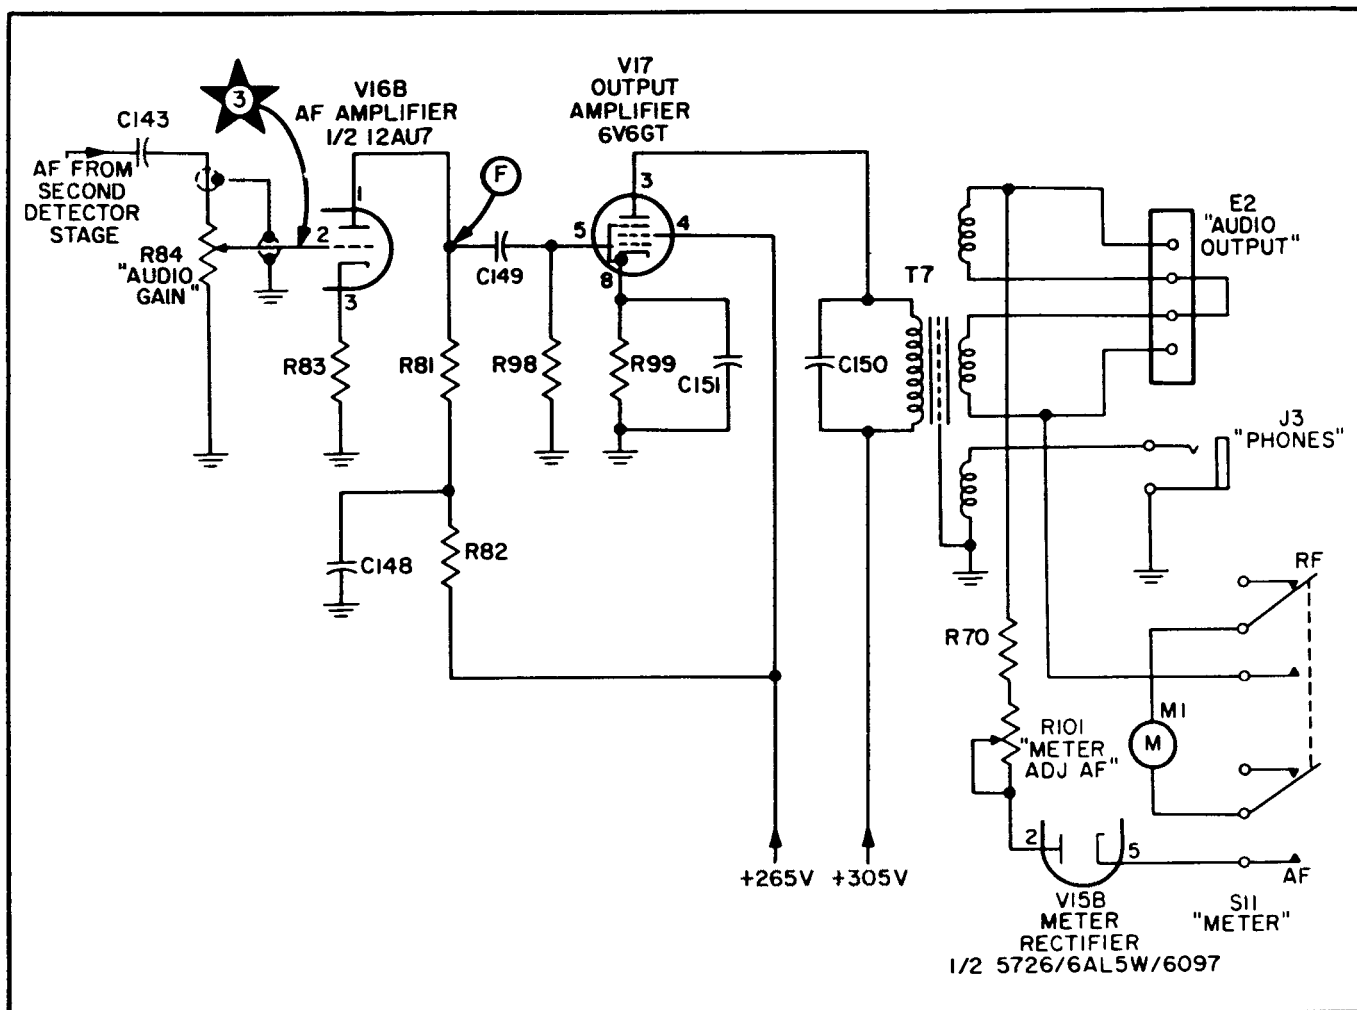 3
C143
V16B
AF AMPLIFIER
1/2 12AU7
V17
OUTPUT
AMPLIFIER
6V6GT
AF FROM
SECOND
DETECTOR
STAGE
R84
"AUDIO
GAIN"
1
2
3
F
C149
3
4
5
8
T7
E2
"AUDIO
OUTPUT"
R83
R81
R98
R99
C151
C150
J3
"PHONES"
C148
R82
R70
RF
R101
"METER
ADJ AF"
M1
M
+265V
+305V
2
5
V15B
METER
RECTIFIER
1/2 5726/6AL5W/6097
AF
S11
"METER"